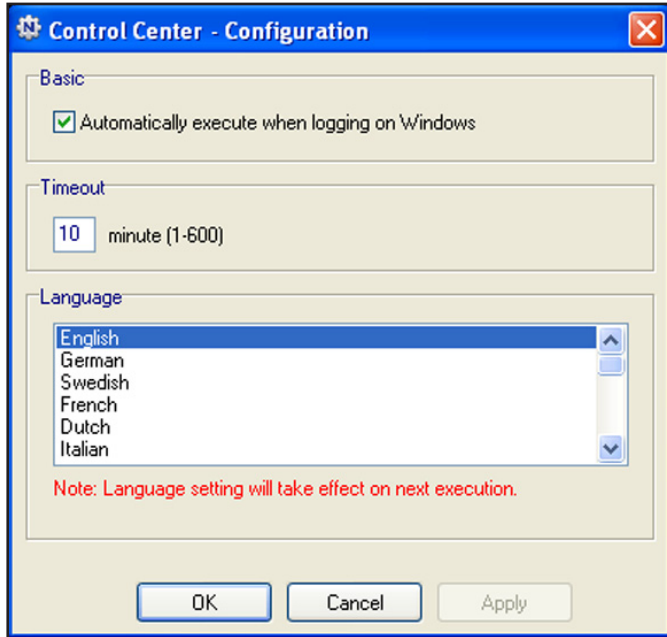 Control Center - Configuration
Basic
Automatically execute when logging on Windows
Timeout
10 minute (1-600)
Language
English
German
Swedish
French
Dutch
Italian
Note: Language setting will take effect on next execution.
OK Cancel Apply